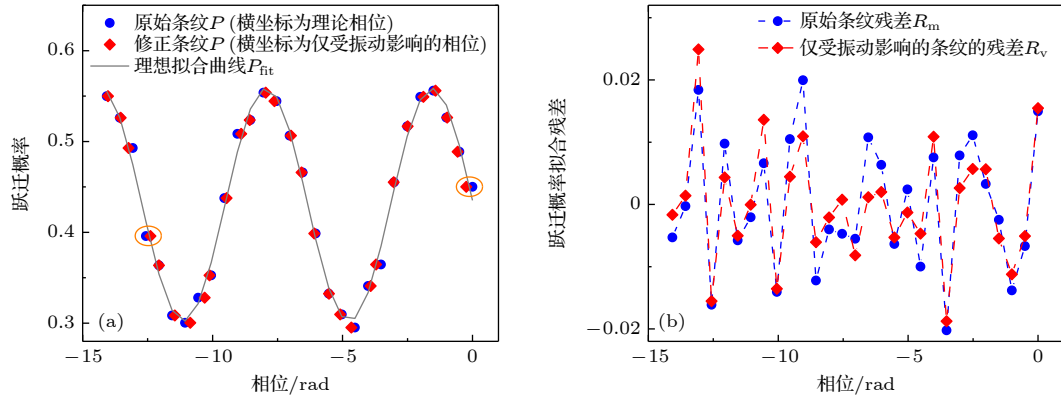 0.6
0.5
0.4
0.3
跃迁概率
原始条纹P (横坐标为理论相位)
修正条纹P (横坐标为仅受振动影响的相位)
理想拟合曲线Pfit
(a)
−15
−10
−5
0
相位/rad
0.02
0
−0.02
跃迁概率拟合残差
原始条纹残差Rm
仅受振动影响的条纹的残差Rv
(b)
−15
−10
−5
0
相位/rad